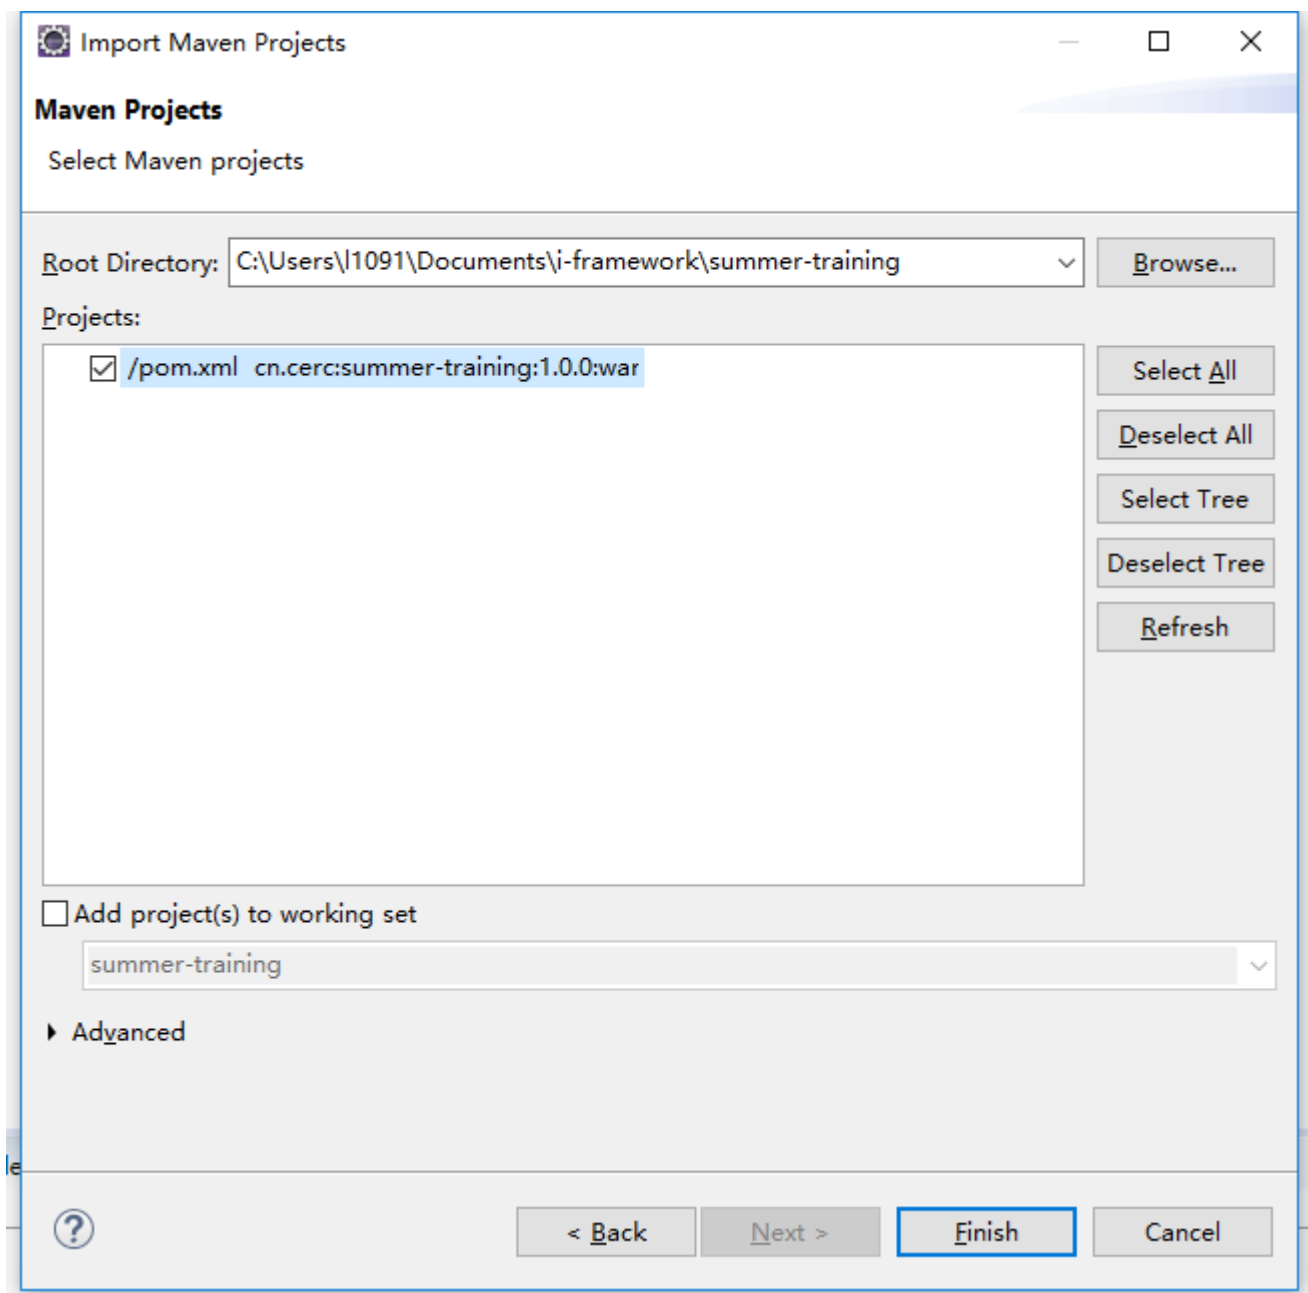 Import Maven Projects
Maven Projects
Select Maven projects
Root Directory: C:\Users\l1091\Documents\i-framework\summer-training Browse...
Projects:
/pom.xml cn.cerc:summer-training:1.0.0:war
Select All
Deselect All
Select Tree
Deselect Tree
Refresh
Add project(s) to working set
summer-training
Advanced
le
? < Back Next > Finish Cancel